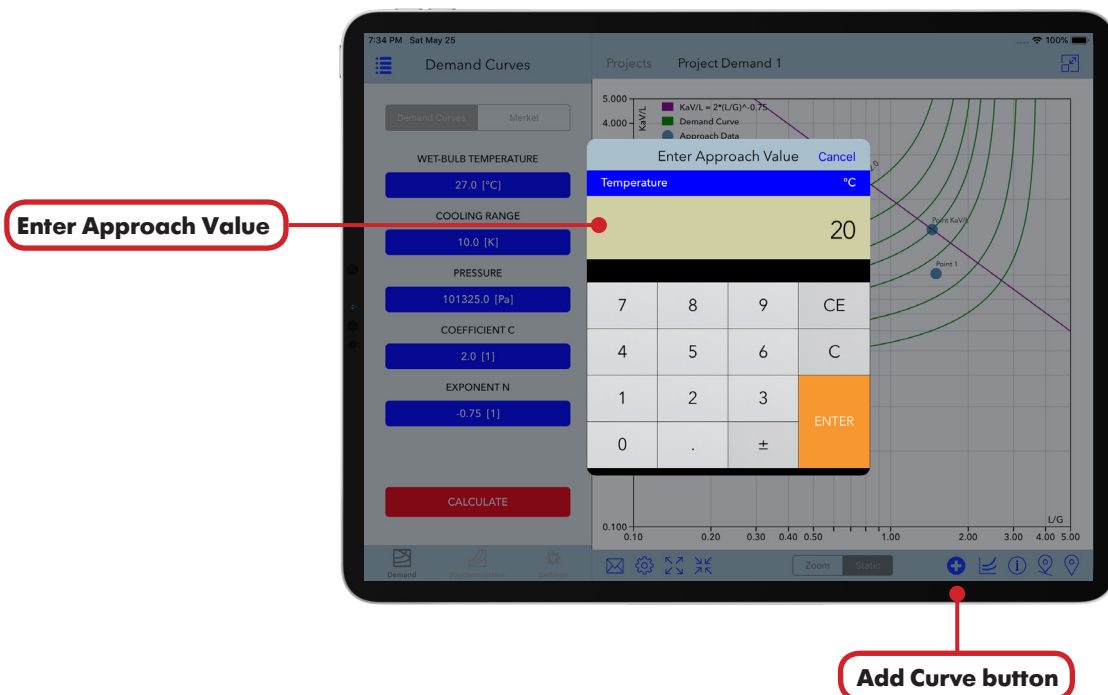 7:34 PM Sat May 25
100%
Demand Curves
Projects
Project Demand 1
Demand Curves
Merkel
WET-BULB TEMPERATURE
27.0 [°C]
COOLING RANGE
10.0 [K]
PRESSURE
101325.0 [Pa]
COEFFICIENT C
2.0 [1]
EXPONENT N
-0.75 [1]
CALCULATE
Demand
Settings
5.000
4.000
KaV/L
KaV/L = 2*(L/G)^-0.75
Demand Curve
Approach Data
Enter Approach Value
Cancel
Temperature
°C
20
7 8 9 CE
4 5 6 C
1 2 3
ENTER
0 . ±
Point KaV/L
Point 1
0.100
L/G
0.10 0.20 0.30 0.40 0.50 1.00 2.00 3.00 4.00 5.00
Zoom
Static
Enter Approach Value
Add Curve button